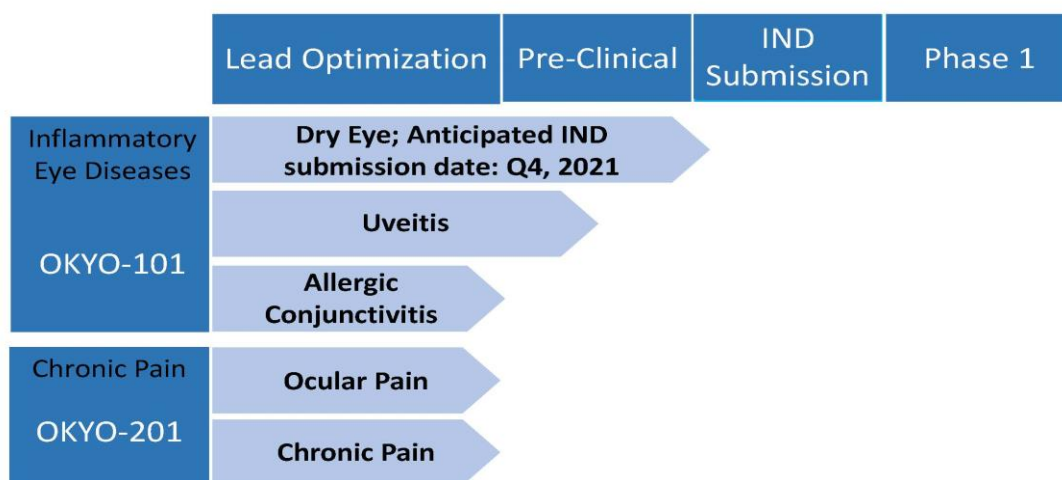 Lead Optimization
Pre-Clinical
IND
Submission
Phase 1
Inflammatory
Eye Diseases
OKYO-101
Dry Eye; Anticipated IND
submission date: Q4, 2021
Uveitis
Allergic
Conjunctivitis
Chronic Pain
OKYO-201
Ocular Pain
Chronic Pain